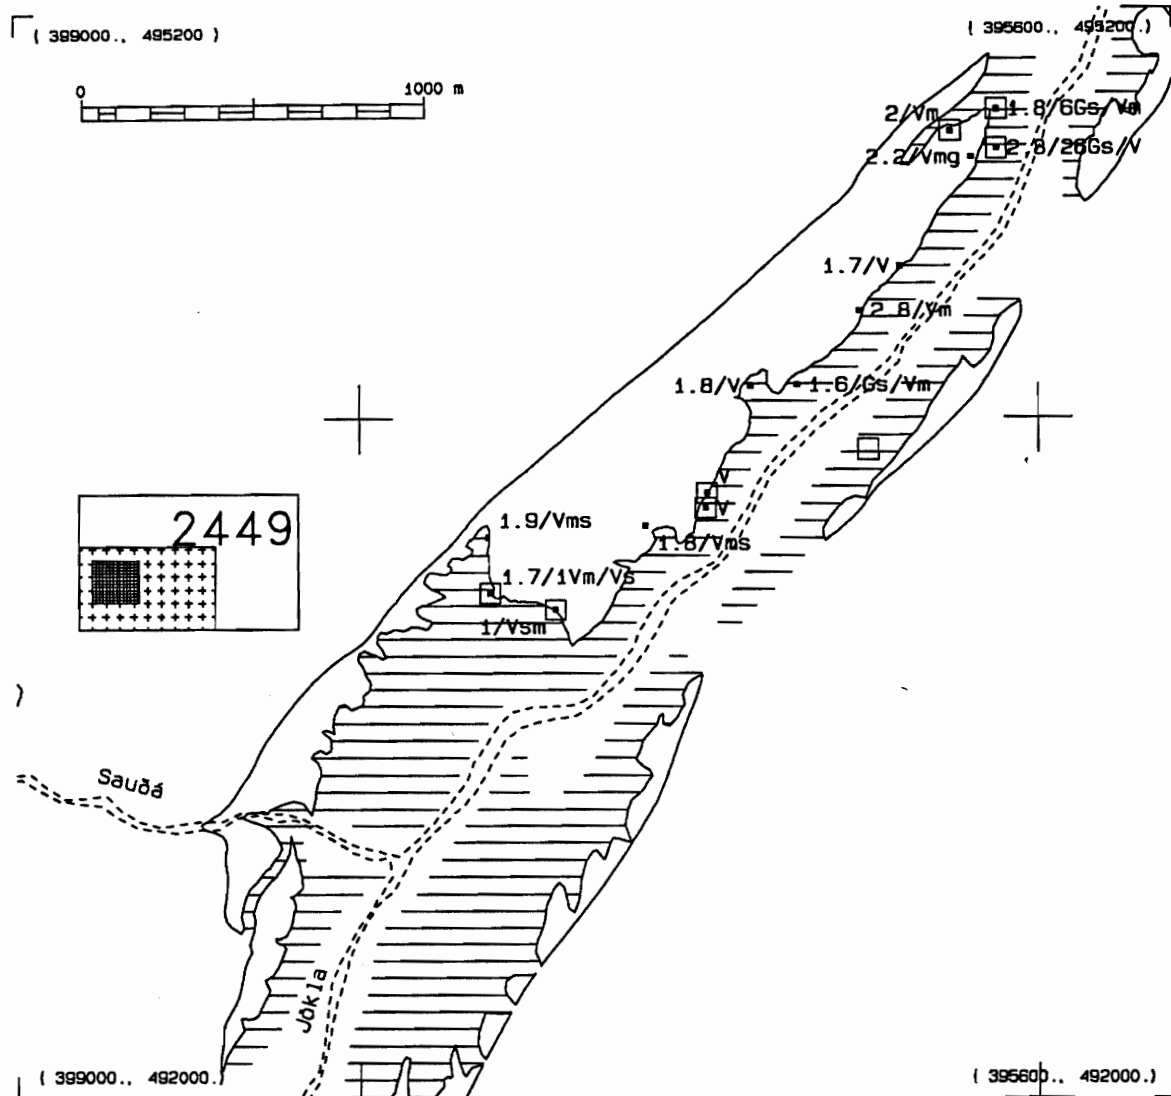 ( 399000., 495200 )
( 395600., 495200.)
0 1000 m
2/Vm
1.8/6Gs/Vm
2.2/Vmg
2.8/26Gs/V
1.7/V
2.8/Vm
1.8/V
1.6/Gs/Vm
V
V
2449
1.9/Vms
1.8/Vms
1.7/1Vm/Vs
1/Vsm
Sauðá
Jökla
( 399000., 492000.)
( 395600., 492000.)